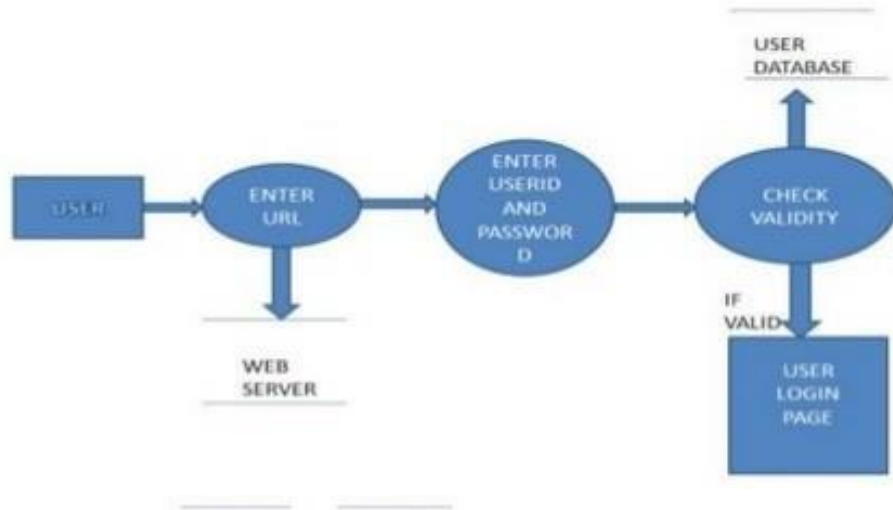 USER
DATABASE
USER
ENTER
URL
ENTER
USERID
AND
PASSWOR
D
CHECK
VALIDITY
IF
VALID
WEB
SERVER
USER
LOGIN
PAGE